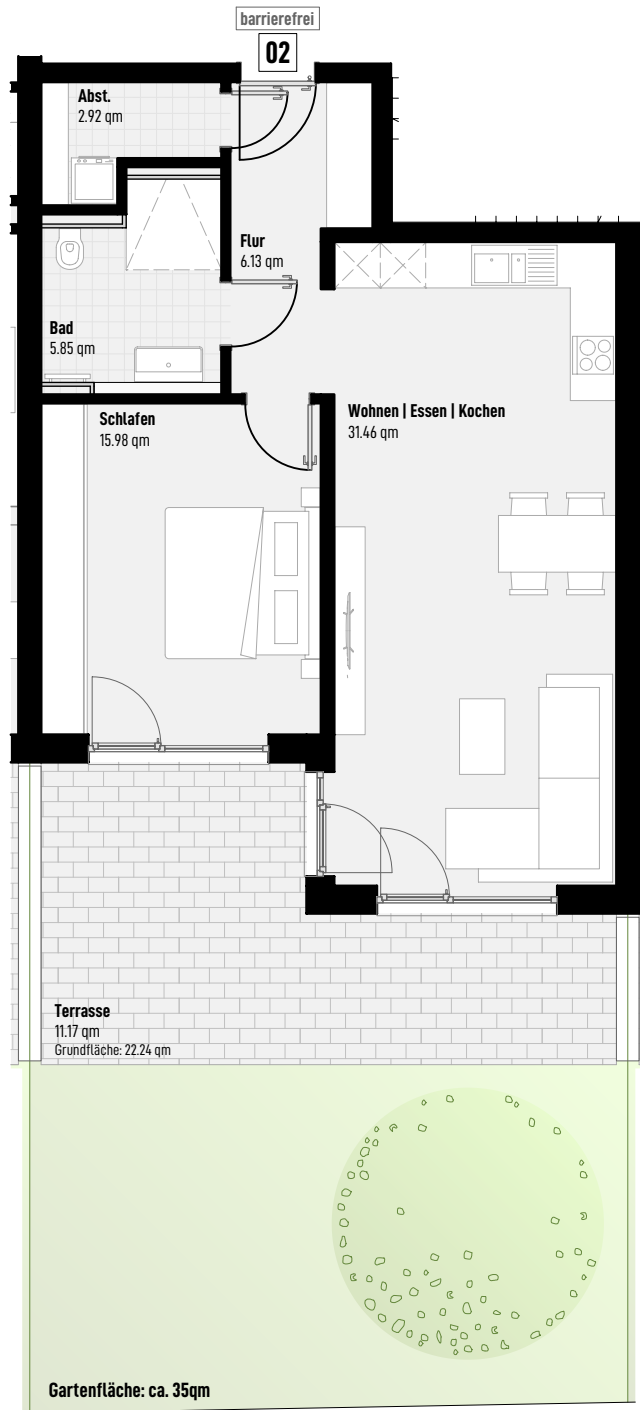 barrierefrei
02
Abst.
2.92 qm
Flur
6.13 qm
Bad
5.85 qm
Schlafen
15.98 qm
Wohnen | Essen | Kochen
31.46 qm
Terrasse
11.17 qm
Grundfläche: 22.24 qm
Gartenfläche: ca. 35qm